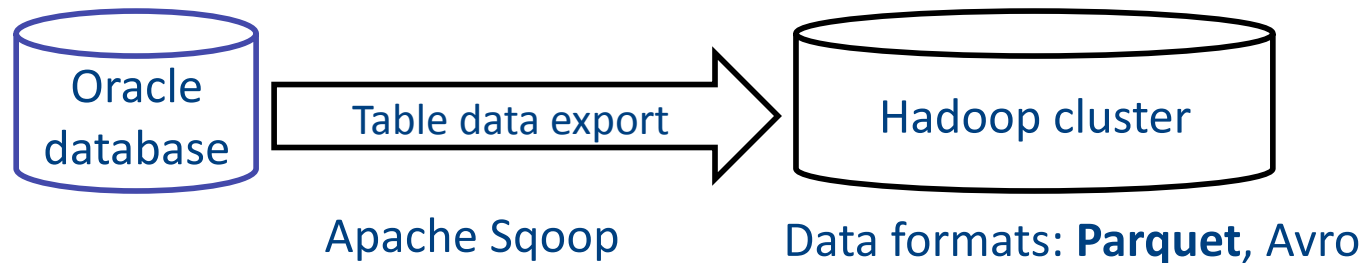 Oracle
database
Table data export
Hadoop cluster
Apache Sqoop
Data formats: Parquet, Avro